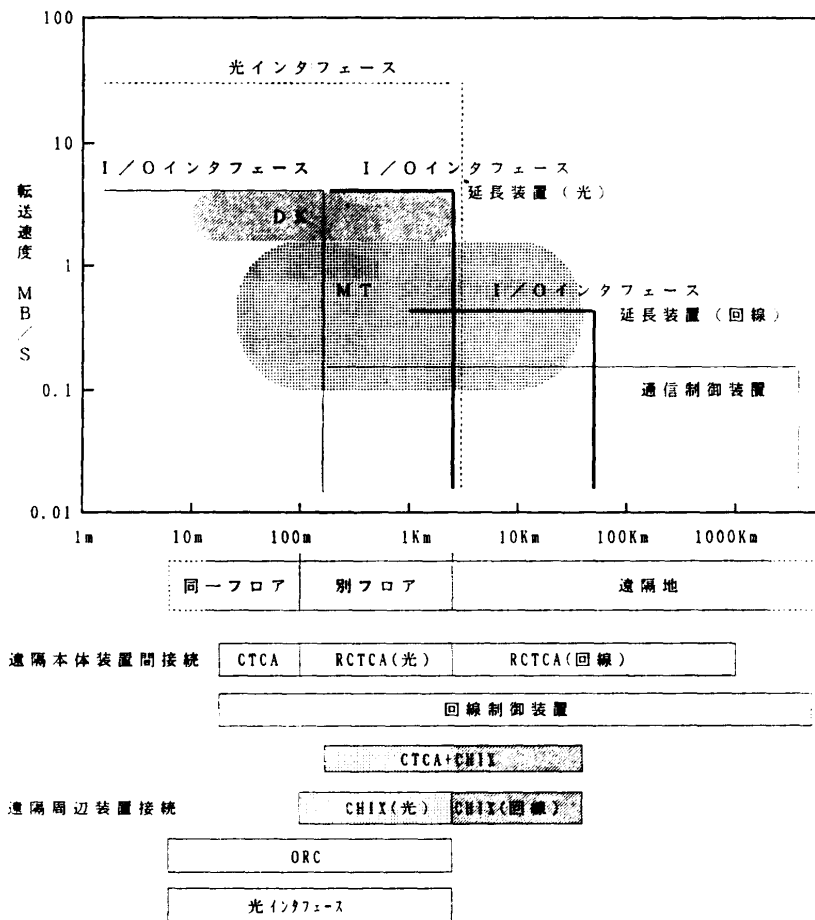 100
光インタフェース
10
I/Oインタフェース
I/Oインタフェース
延長装置(光)
転送速度 MB/S
DK
1
MT
I/Oインタフェース
延長装置(回線)
0.1
通信制御装置
0.01
1m 10m 100m 1Km 10Km 100Km 1000Km
同一フロア 別フロア 遠隔地
遠隔本体装置間接続 CTCA RCTCA(光) RCTCA(回線)
回線制御装置
CTCA+CHIX
遠隔周辺装置接続 CHIX(光) CHIX(回線)
ORC
光インタフェース